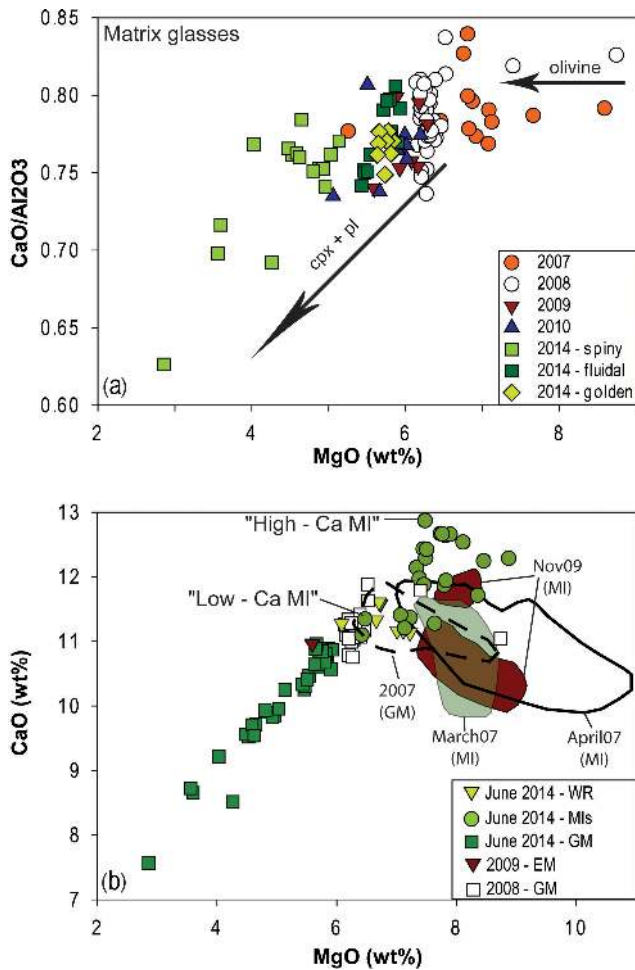 Matrix glasses
0.85
0.80
0.75
0.70
0.65
0.60
CaO/Al2O3
olivine
cpx + pl
2007
2008
2009
2010
2014 - spiny
2014 - fluidal
2014 - golden
(a)
2
4
6
8
MgO (wt%)
13
12
11
10
9
8
7
CaO (wt%)
"High - Ca MI"
"Low - Ca MI"
Nov09
(MI)
2007
(GM)
March07
(MI)
April07
(MI)
June 2014 - WR
June 2014 - MIs
June 2014 - GM
2009 - EM
2008 - GM
(b)
2
4
6
8
10
MgO (wt%)